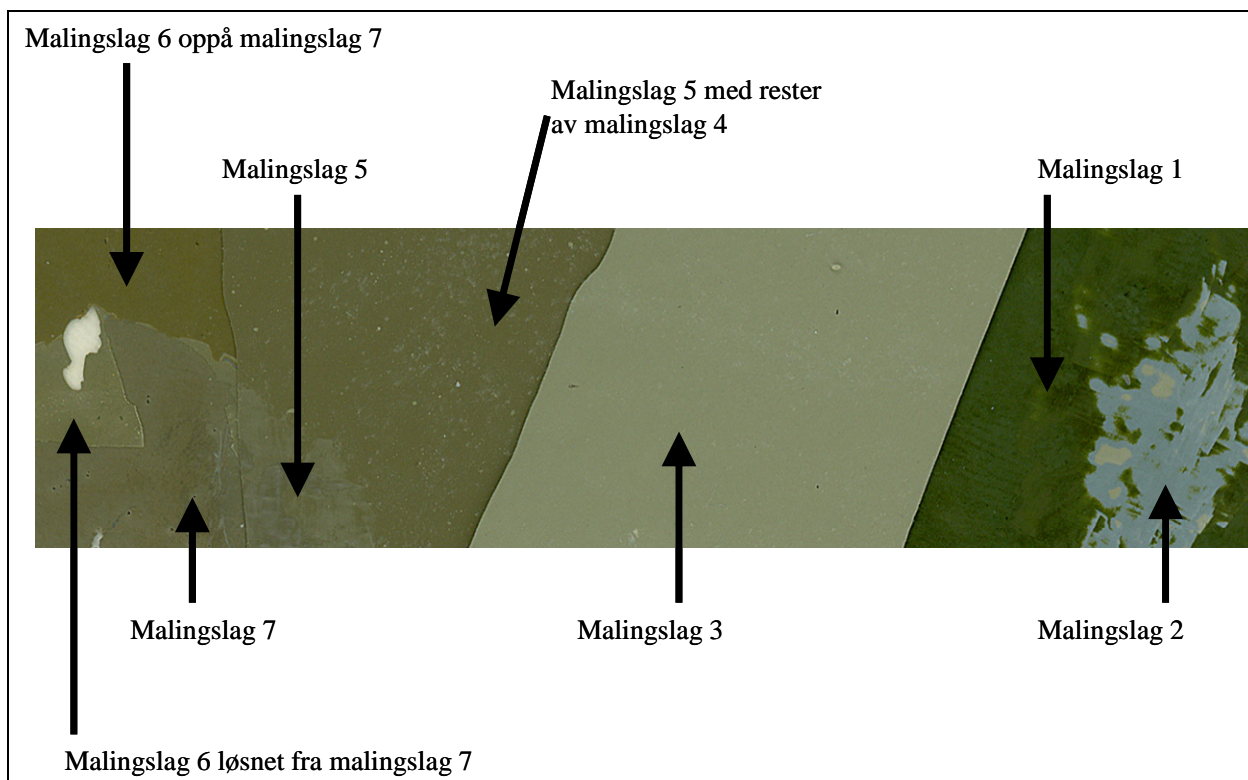 Malingslag 6 oppå malingslag 7
Malingslag 5 med rester
av malingslag 4
Malingslag 5
Malingslag 1
Malingslag 7
Malingslag 3
Malingslag 2
Malingslag 6 løsnet fra malingslag 7